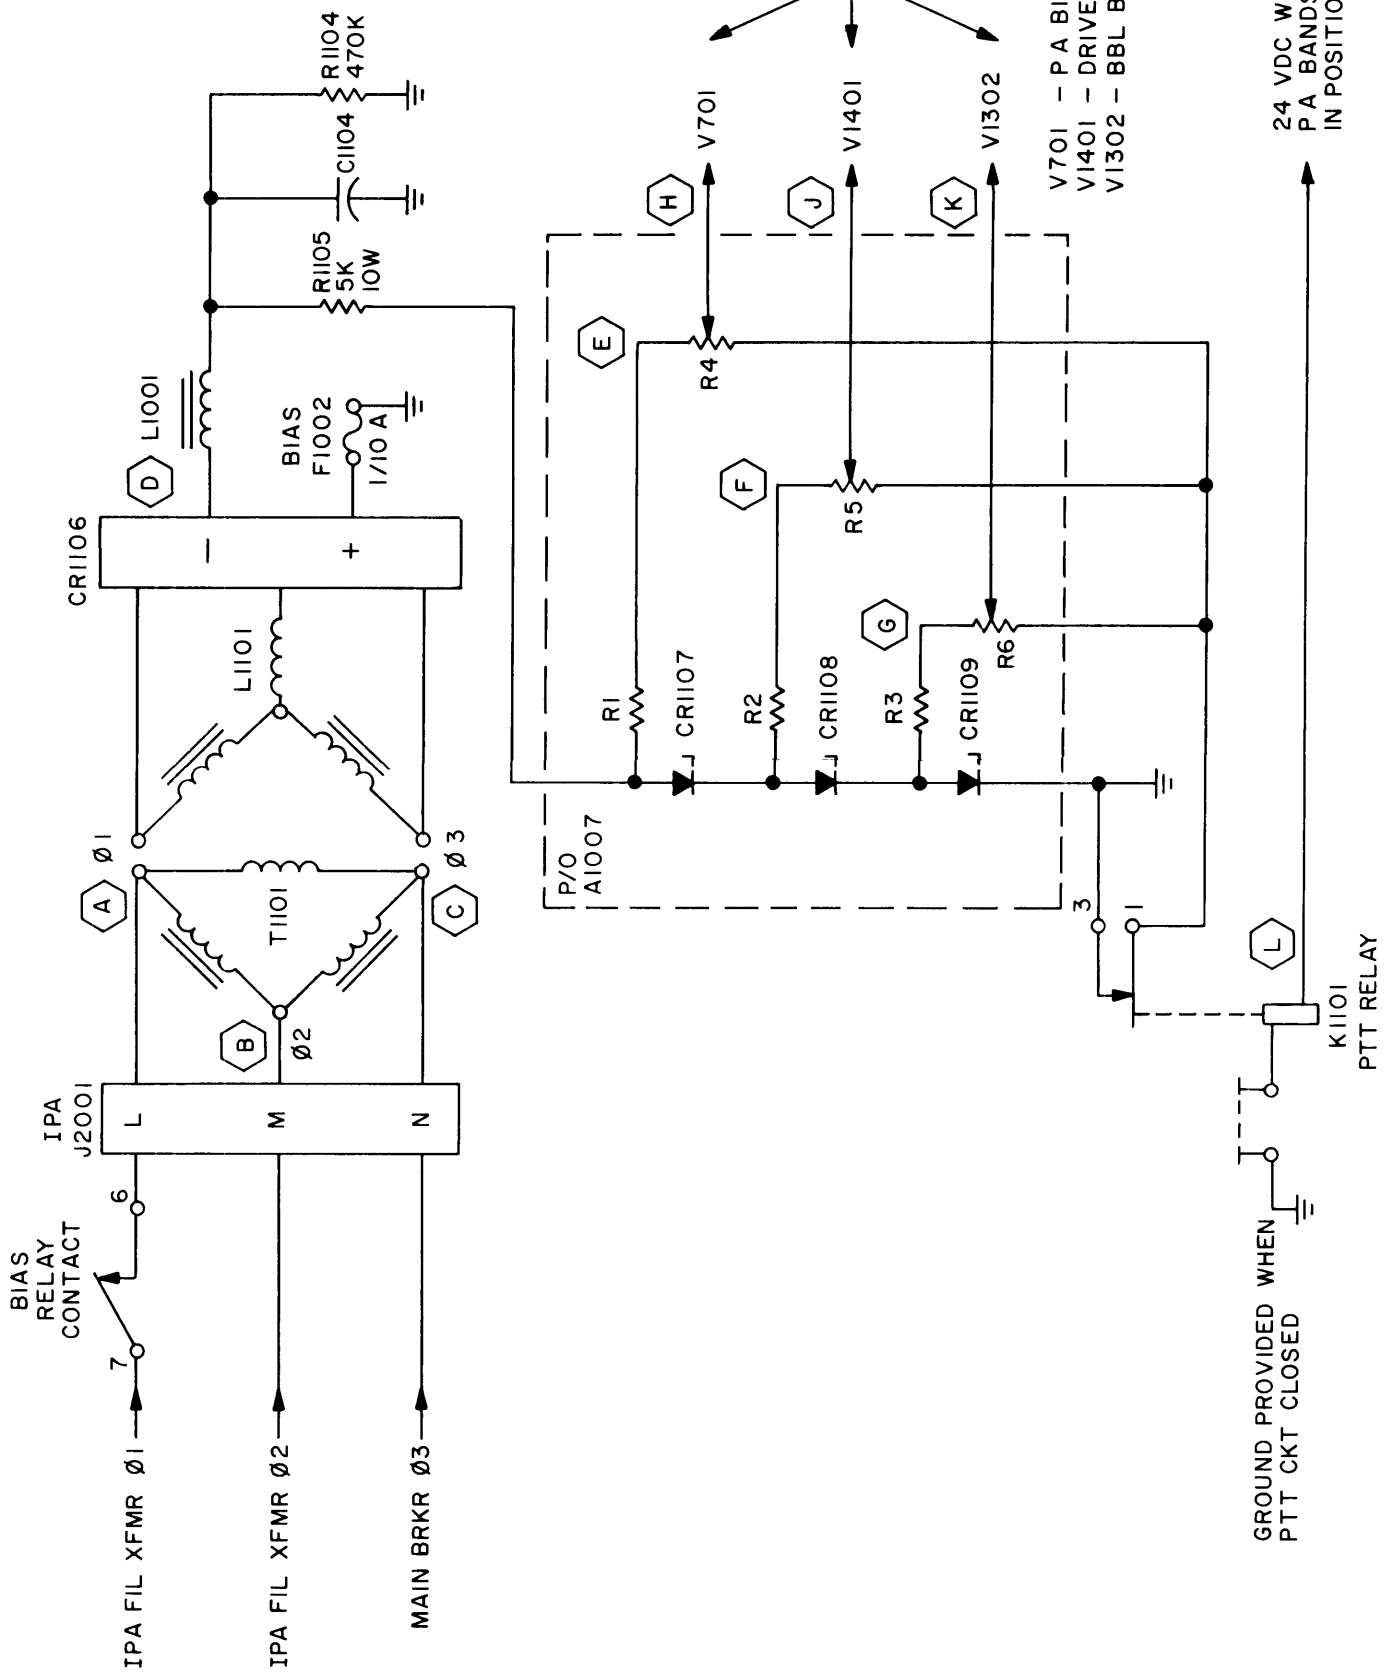 IPA FIL XFMR Ø1
IPA FIL XFMR Ø2
MAIN BRKR Ø3
BIAS
RELAY
CONTACT
7
6
IPA
J2001
L
M
N
A
B
C
Ø1
Ø2
Ø3
T1101
L1101
CR1106
−
+
D
L1001
BIAS
F1002
1/10 A
R1105
5K
10W
C1104
R1104
470K
P/O
A1007
R1
CR1107
R2
CR1108
R3
CR1109
E
F
G
R4
R5
R6
H
J
K
V701
V1401
V1302
V701 – PA BI
V1401 – DRIVE
V1302 – BBL B
3
1
L
K1101
PTT RELAY
GROUND PROVIDED WHEN
PTT CKT CLOSED
24 VDC W
PA BANDS
IN POSITIO